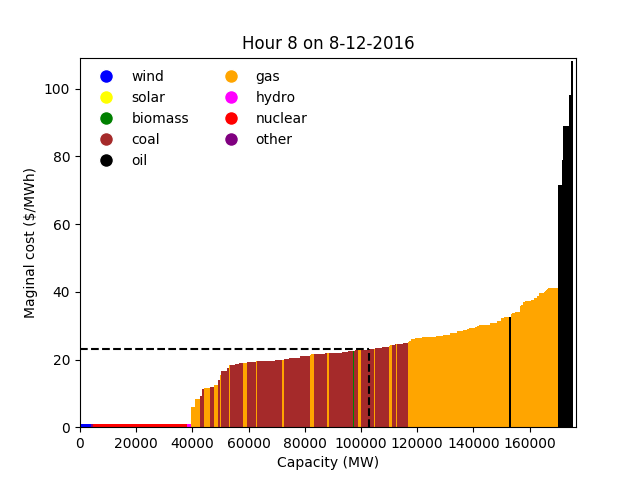 Hour 8 on 8-12-2016
wind
solar
biomass
coal
oil
gas
hydro
nuclear
other
Maginal cost ($/MWh)
100
80
60
40
20
0
0 20000 40000 60000 80000 100000 120000 140000 160000
Capacity (MW)